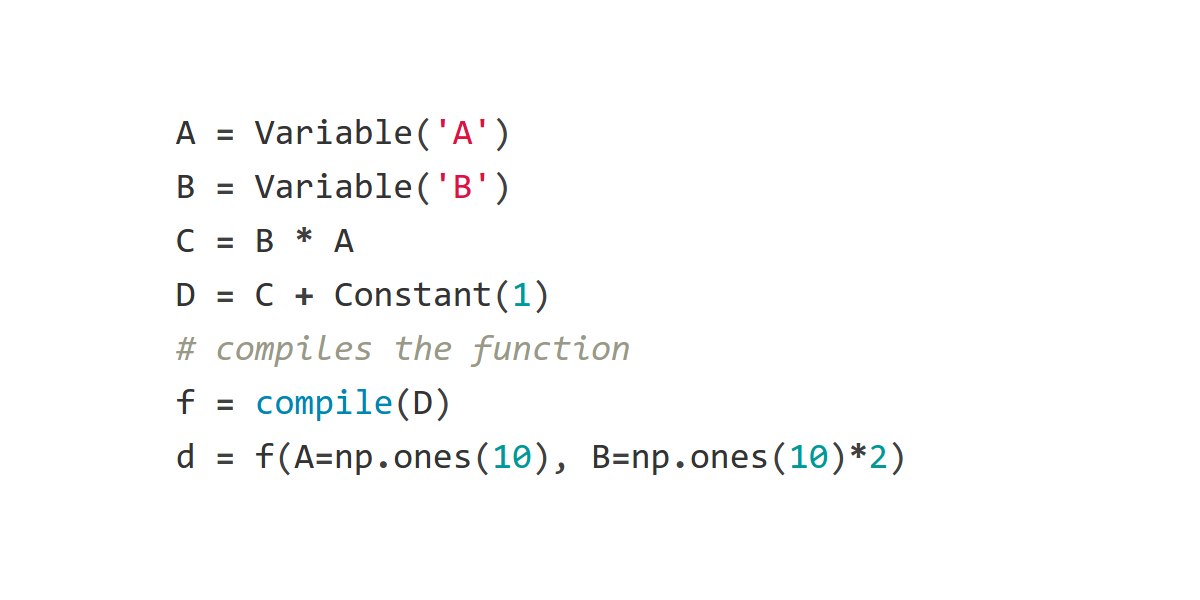 A = Variable('A')
B = Variable('B')
C = B * A
D = C + Constant(1)
# compiles the function
f = compile(D)
d = f(A=np.ones(10), B=np.ones(10)*2)